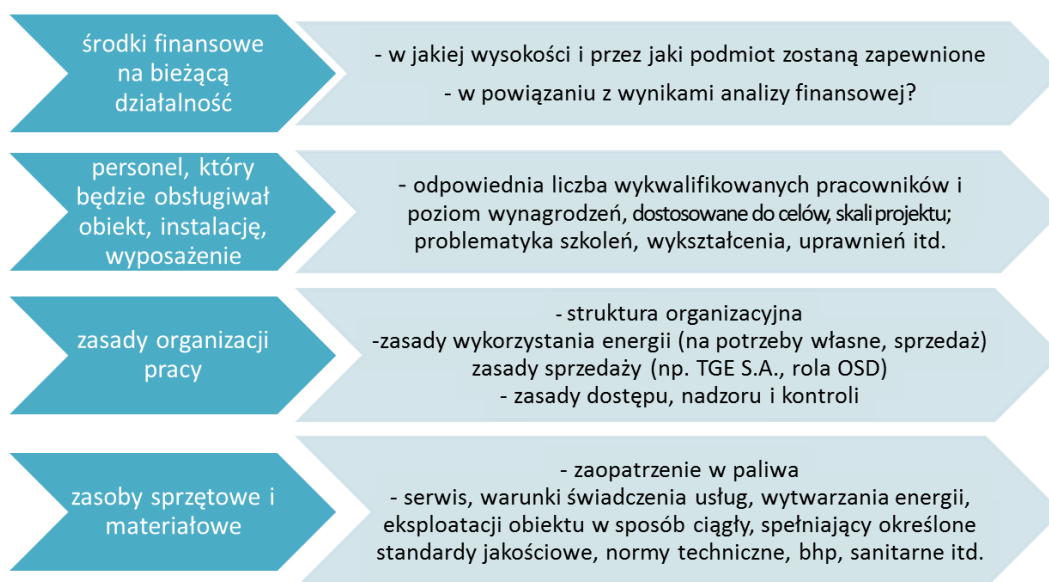 środki finansowe
na bieżącą
działalność
- w jakiej wysokości i przez jaki podmiot zostaną zapewnione
- w powiązaniu z wynikami analizy finansowej?
personel, który
będzie obsługiwał
obiekt, instalację,
wyposażenie
- odpowiednia liczba wykwalifikowanych pracowników i
poziom wynagrodzeń, dostosowane do celów, skali projektu;
problematyka szkoleń, wykształcenia, uprawnień itd.
zasady organizacji
pracy
- struktura organizacyjna
-zasady wykorzystania energii (na potrzeby własne, sprzedaż)
zasady sprzedaży (np. TGE S.A., rola OSD)
- zasady dostępu, nadzoru i kontroli
zasoby sprzętowe i
materiałowe
- zaopatrzenie w paliwa
- serwis, warunki świadczenia usług, wytwarzania energii,
eksploatacji obiektu w sposób ciągły, spełniający określone
standardy jakościowe, normy techniczne, bhp, sanitarne itd.